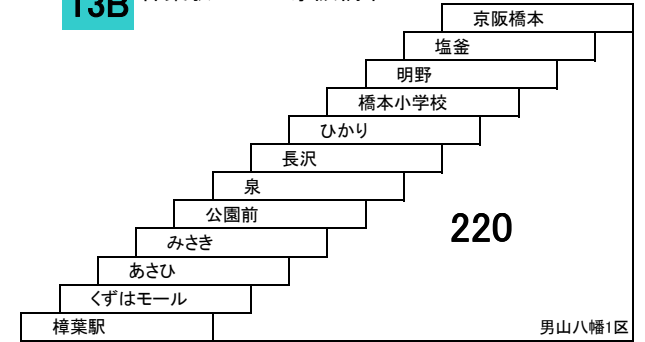 13B
京阪橋本
塩釜
明野
橋本小学校
ひかり
長沢
泉
公園前
220
みさき
あさひ
くずはモール
樟葉駅
男山八幡1区